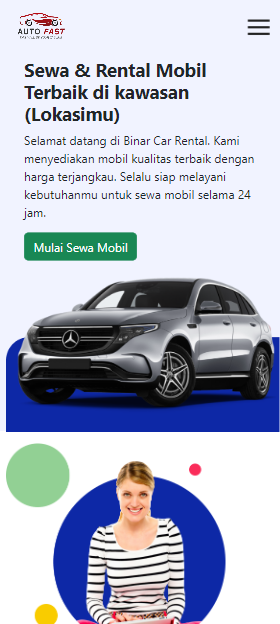 AUTO FAST
Sewa & Rental Mobil
Terbaik di kawasan
(Lokasimu)
Selamat datang di Binar Car Rental. Kami
menyediakan mobil kualitas terbaik dengan
harga terjangkau. Selalu siap melayani
kebutuhanmu untuk sewa mobil selama 24
jam.
Mulai Sewa Mobil